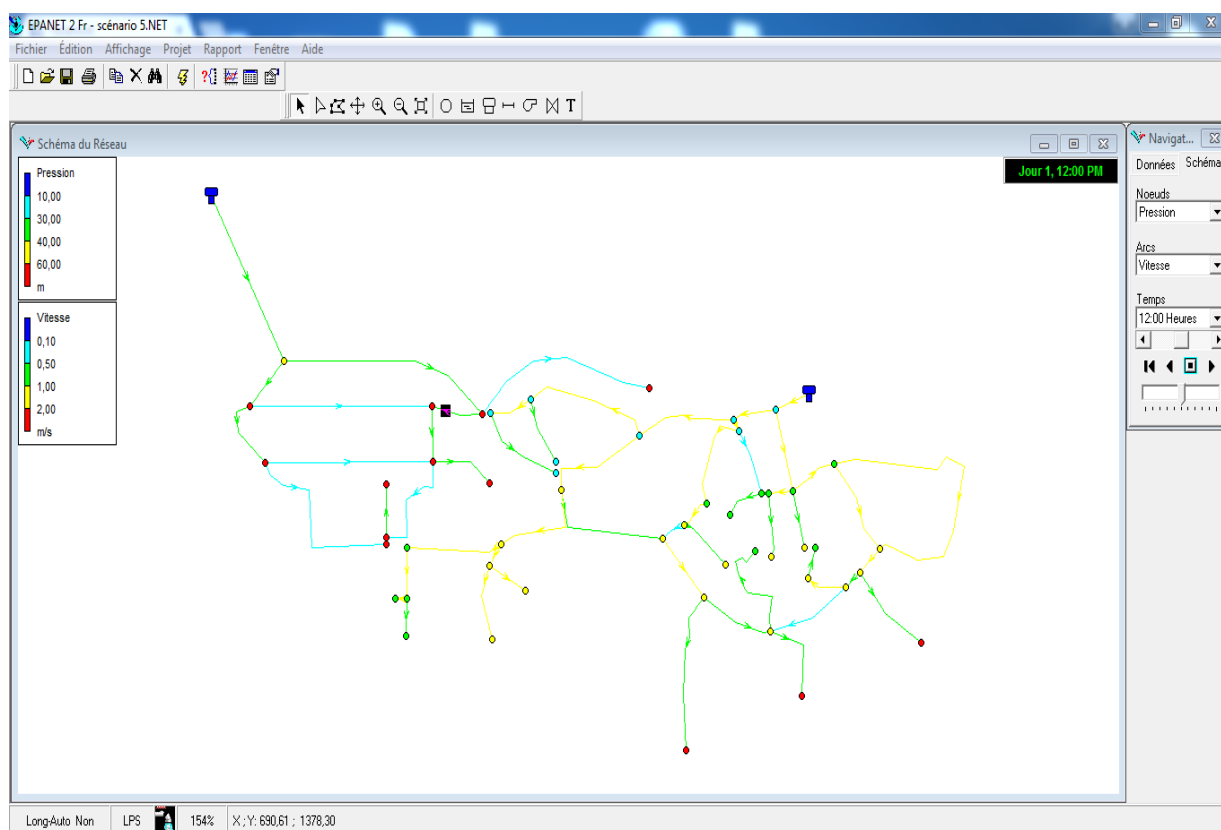 EPANET 2 Fr - scénario 5.NET
Fichier Édition Affichage Projet Rapport Fenêtre Aide
T
Schéma du Réseau
Pression
10,00
30,00
40,00
60,00
m
Vitesse
0,10
0,50
1,00
2,00
m/s
Jour 1, 12:00 PM
Navigat...
Données Schéma
Noeuds
Pression
Arcs
Vitesse
Temps
12:00 Heures
Long-Auto Non LPS 154% X ; Y: 690,61 ; 1378,30